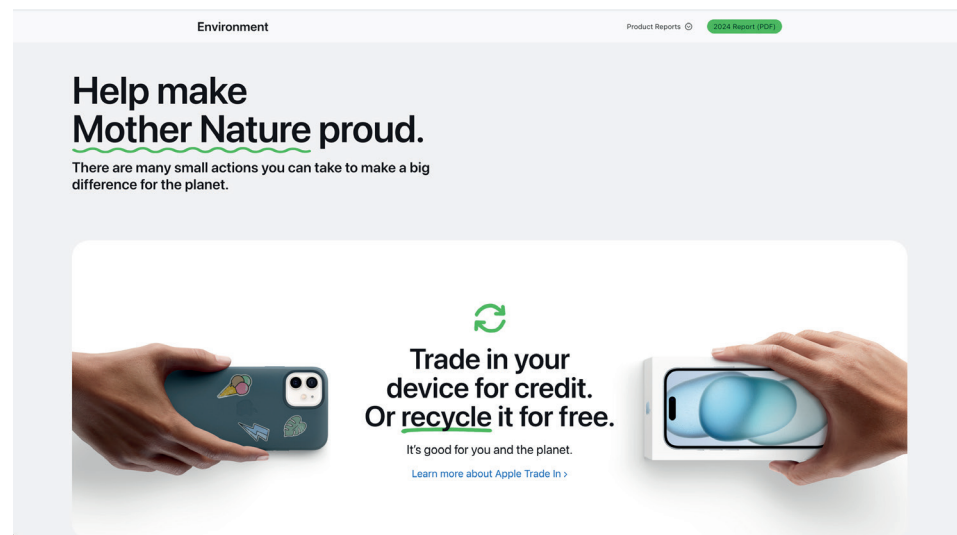 Environment
Product Reports
2024 Report (PDF)
Help make
Mother Nature proud.
There are many small actions you can take to make a big
difference for the planet.
Trade in your
device for credit.
Or recycle it for free.
It's good for you and the planet.
Learn more about Apple Trade In >